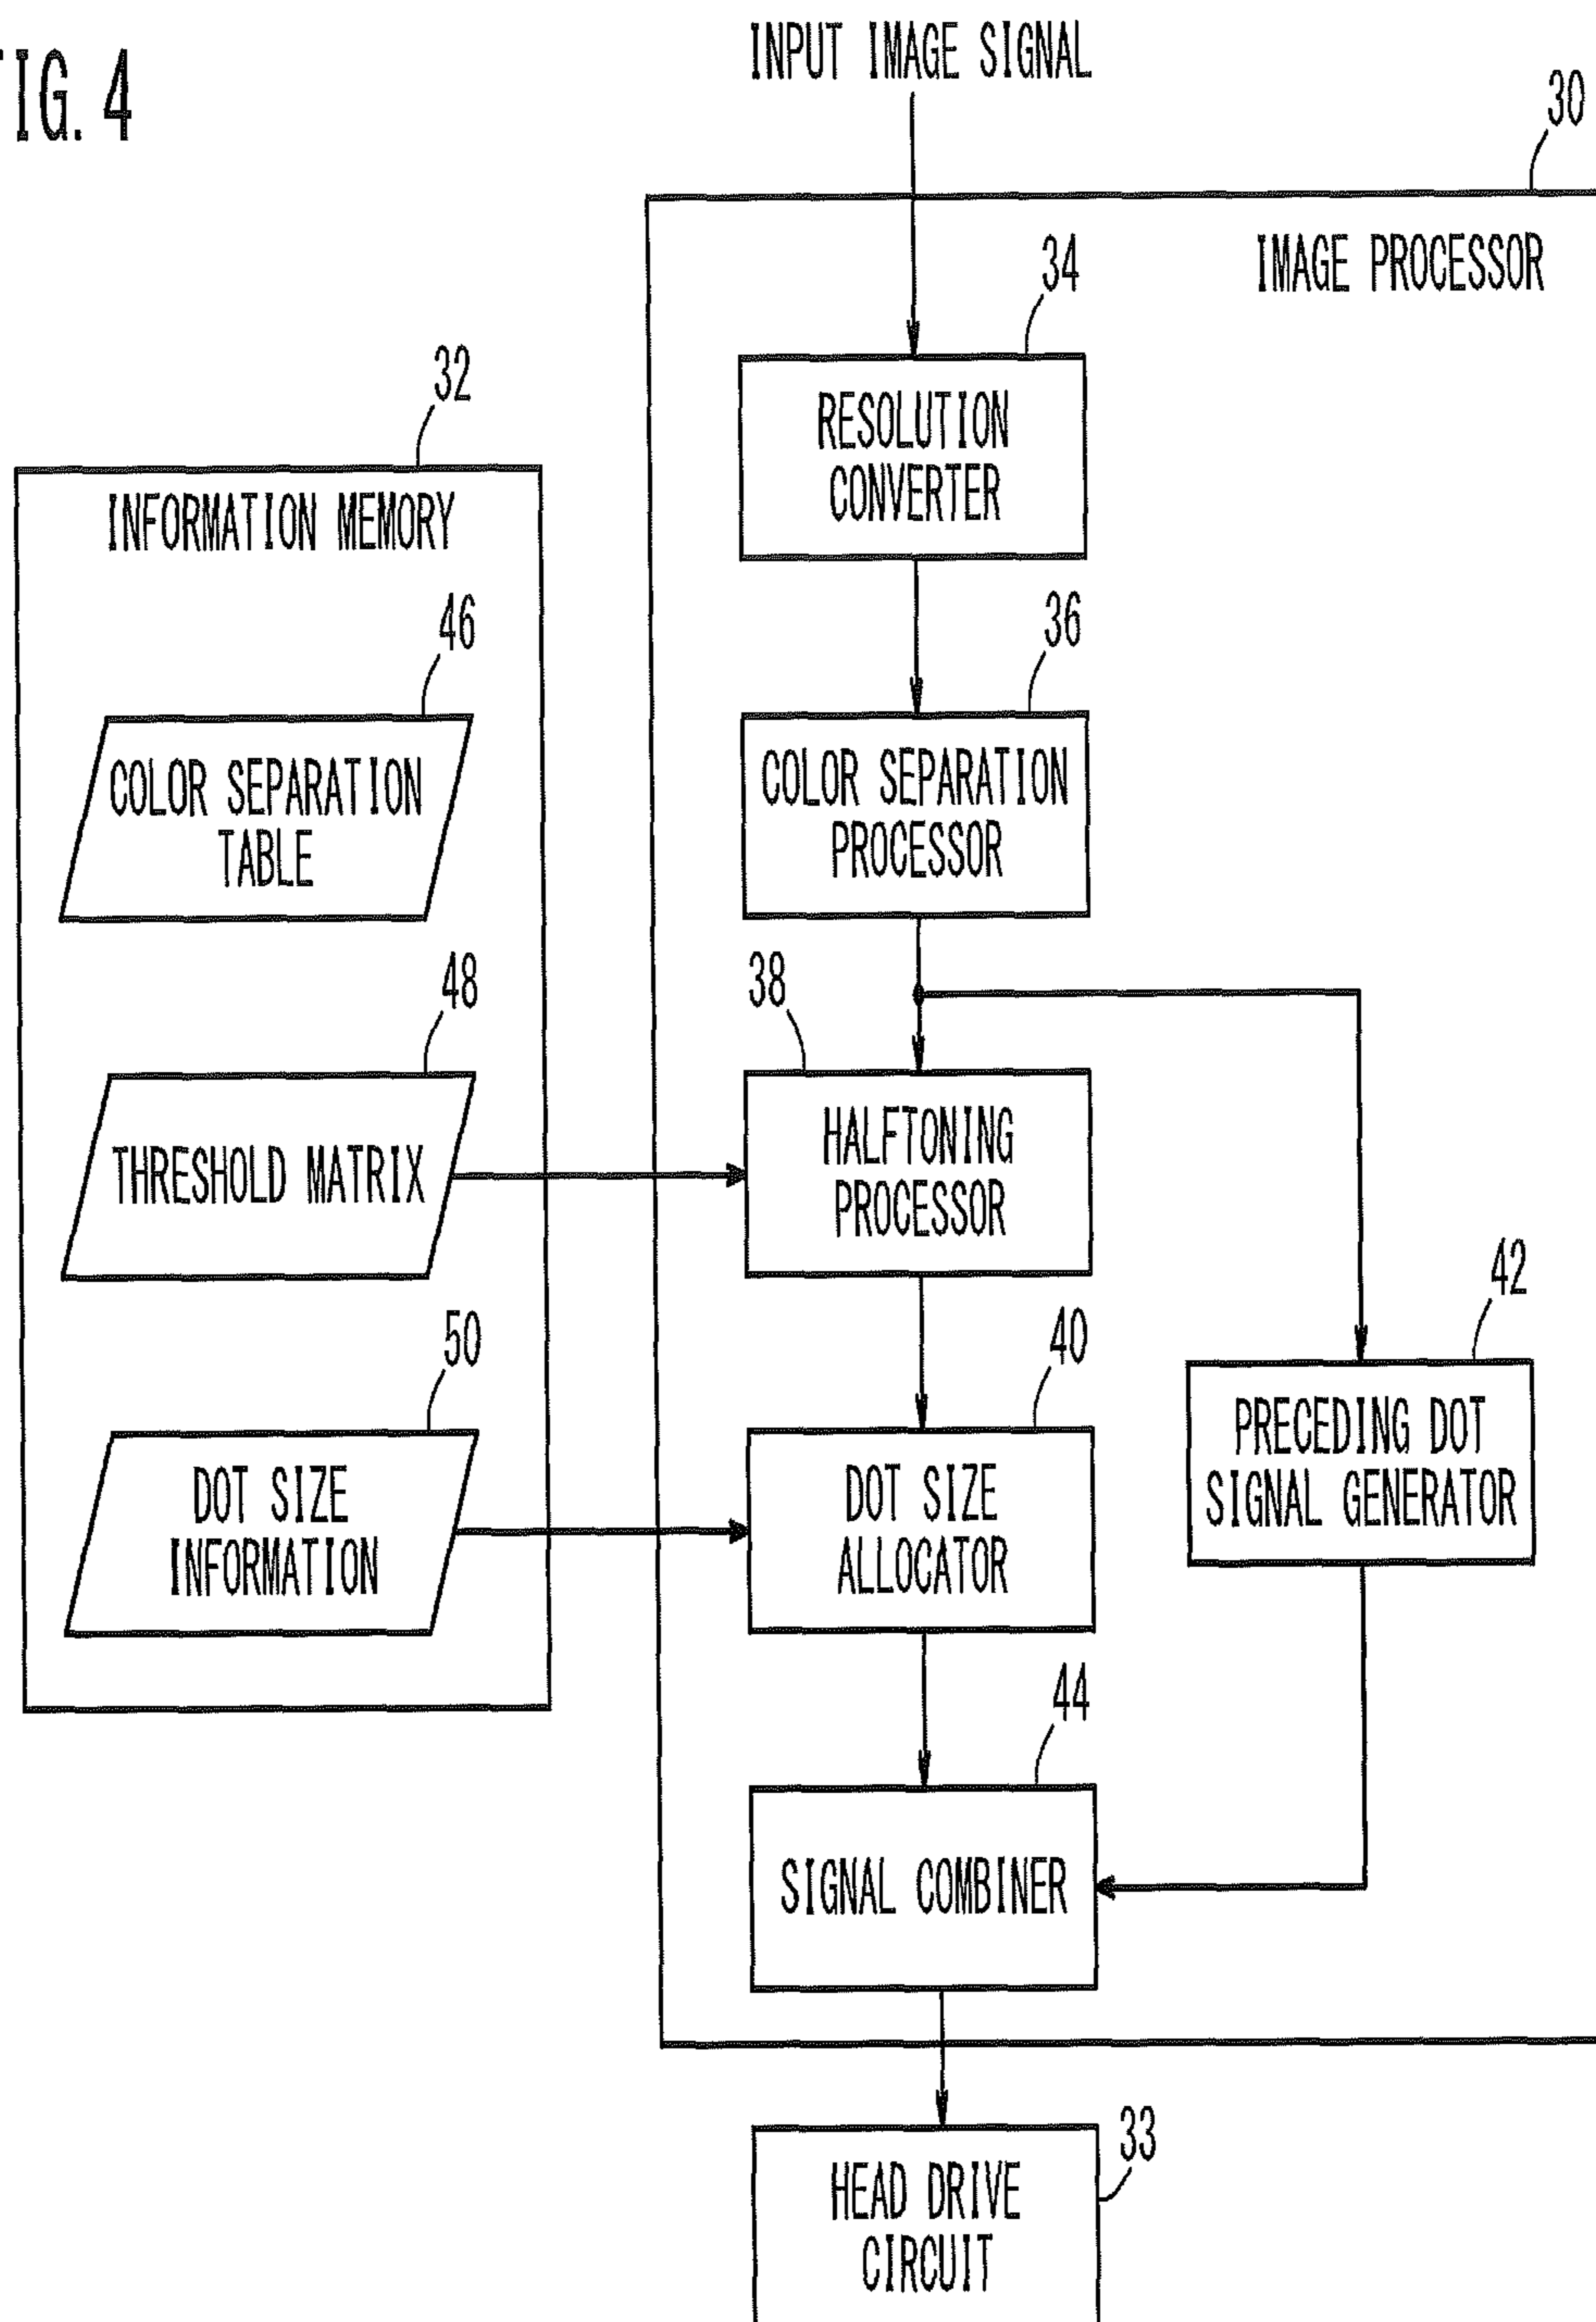 FIG. 4
INPUT IMAGE SIGNAL
30
IMAGE PROCESSOR
34
RESOLUTION
CONVERTER
32
INFORMATION MEMORY
36
COLOR SEPARATION
PROCESSOR
46
COLOR SEPARATION
TABLE
38
HALFTONING
PROCESSOR
48
THRESHOLD MATRIX
42
PRECEDING DOT
SIGNAL GENERATOR
40
DOT SIZE
ALLOCATOR
50
DOT SIZE
INFORMATION
44
SIGNAL COMBINER
33
HEAD DRIVE
CIRCUIT